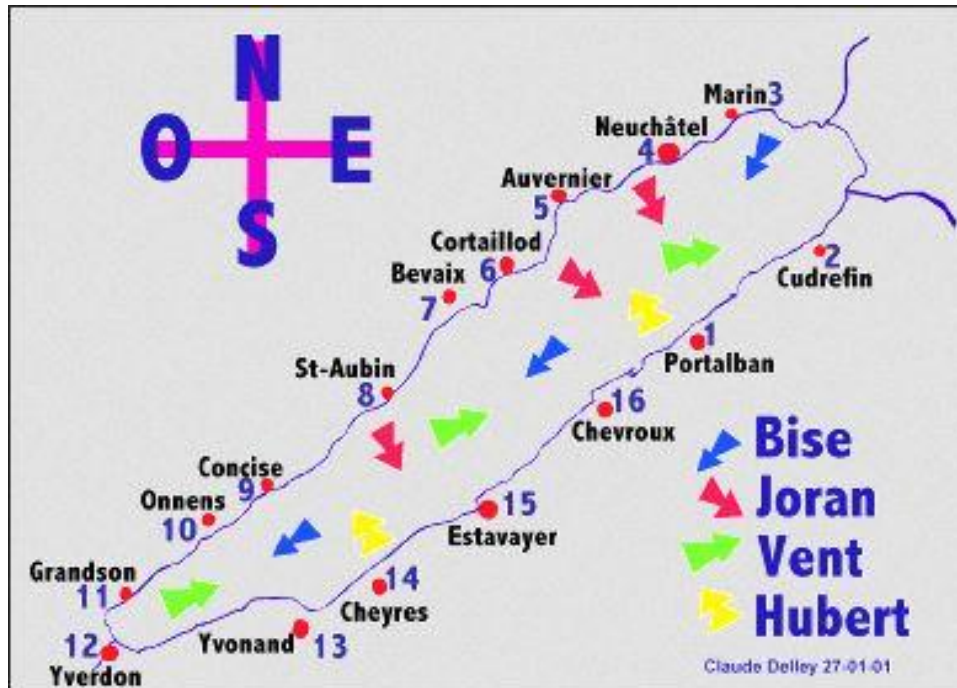 N
O E
S
Marin 3
Neuchâtel
4
Auvernier
5
Cortaillod
6
Bevaix
7
2
Cudrefin
1
Portalban
St-Aubin
8
16
Chevroux
Concise
9
Onnens
10
15
Estavayer
Grandson
11
14
Cheyres
12
Yverdon
Yvonand
13
Bise
Joran
Vent
Hubert
Claude Delley 27-01-01